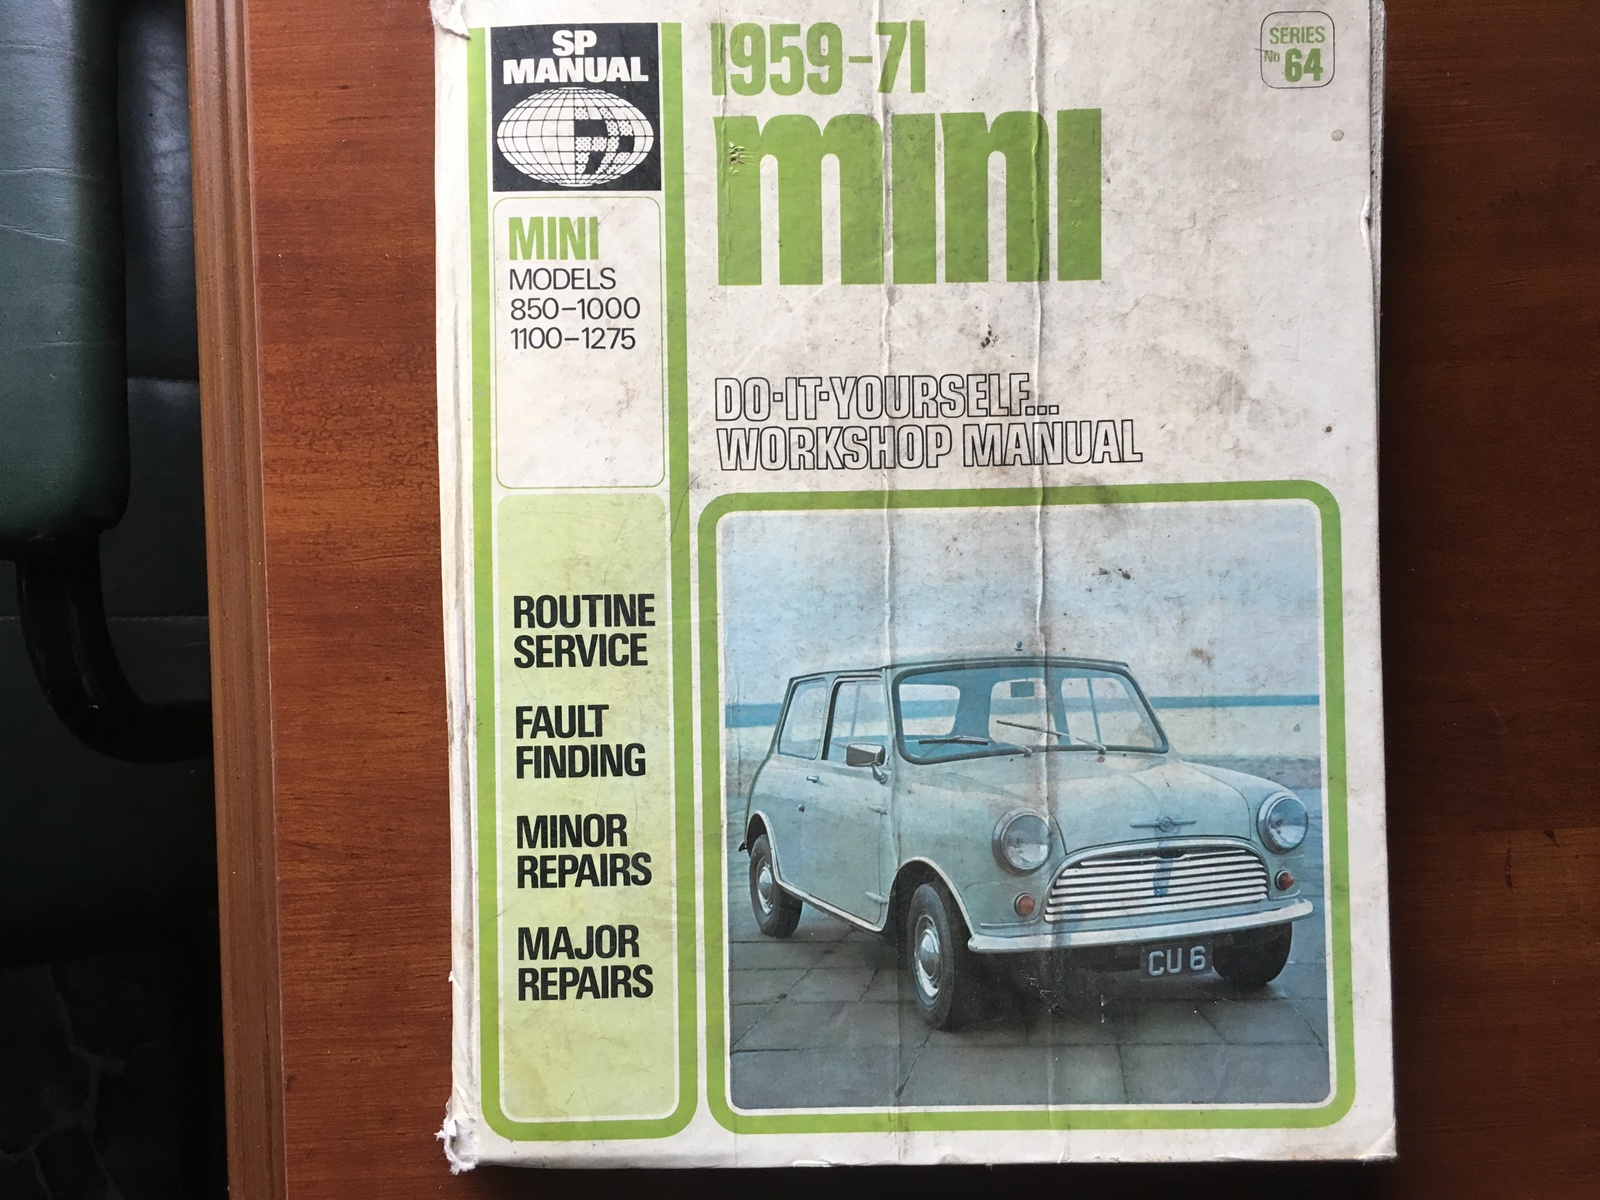 SP
MANUAL
MINI
MODELS
850-1000
1100-1275
ROUTINE
SERVICE
FAULT
FINDING
MINOR
REPAIRS
MAJOR
REPAIRS
1959-71
mini
SERIES
No 64
DO-IT-YOURSELF...
WORKSHOP MANUAL
CU 6